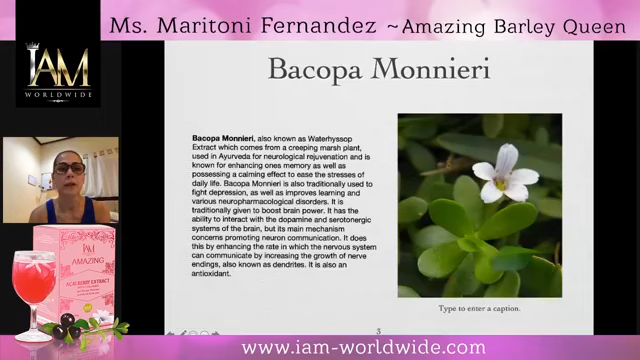 Ms. Maritoni Fernandez ~Amazing Barley Queen
IAM
WORLDWIDE
Bacopa Monnieri
Bacopa Monnieri, also known as Waterhyssop
Extract which comes from a creeping marsh plant,
used in Ayurveda for neurological rejuvenation and is
known for enhancing ones memory as well as
possessing a calming effect to ease the stresses of
daily life. Bacopa Monnieri is also traditionally used to
fight depression, as well as improves learning and
various neuropharmacological disorders. It is
traditionally given to boost brain power. It has the
ability to interact with the dopamine and serotonergic
systems of the brain, but its main mechanism
concerns promoting neuron communication. It does
this by enhancing the rate in which the nervous system
can communicate by increasing the growth of nerve
endings, also known as dendrites. It is also an
antioxidant.
Type to enter a caption.
3
IAM
AMAZING
ACAI BERRY EXTRACT
www.iam-worldwide.com